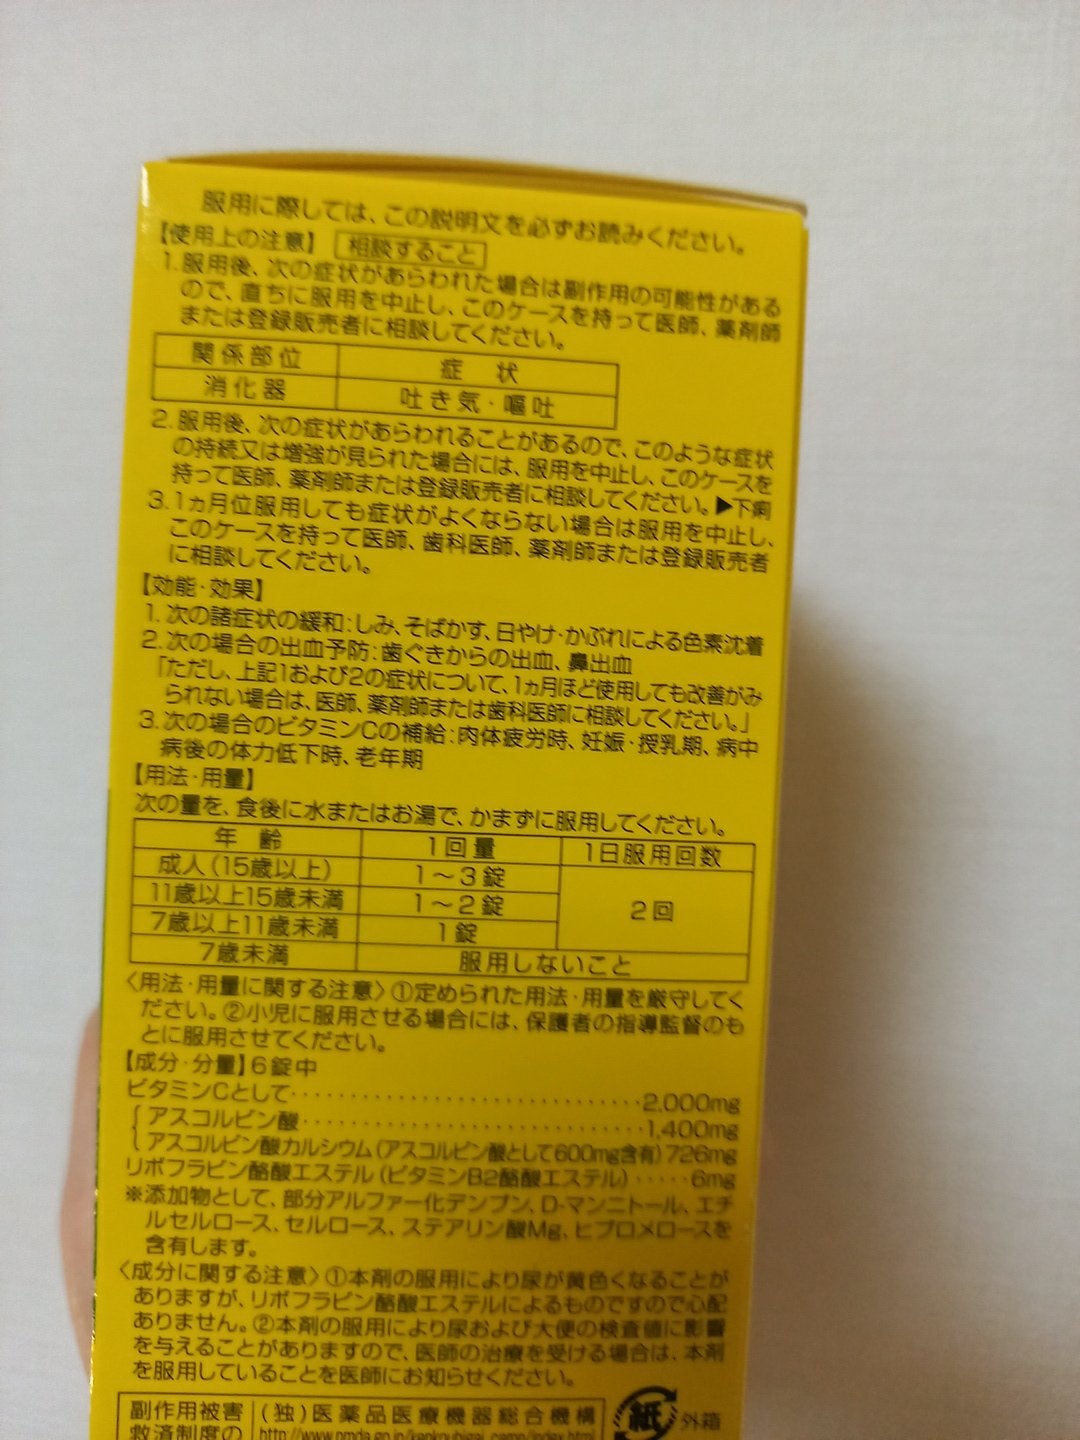 服用に際しては、この説明文を必ずお読みください。
【使用上の注意】 相談すること
1.服用後、次の症状があらわれた場合は副作用の可能性がある
ので、直ちに服用を中止し、このケースを持って医師、薬剤師
または登録販売者に相談してください。
関係部位 症状
消化器 吐き気・嘔吐
2.服用後、次の症状があらわれることがあるので、このような症状
の持続又は増強が見られた場合には、服用を中止し、このケースを
持って医師、薬剤師または登録販売者に相談してください。▶下痢
3.1ヵ月位服用しても症状がよくならない場合は服用を中止し、
このケースを持って医師、歯科医師、薬剤師または登録販売者
に相談してください。
【効能・効果】
1.次の諸症状の緩和:しみ、そばかす、日やけ・かぶれによる色素沈着
2.次の場合の出血予防:歯ぐきからの出血、鼻出血
「ただし、上記1および2の症状について、1ヵ月ほど使用しても改善がみ
られない場合は、医師、薬剤師または歯科医師に相談してください。」
3.次の場合のビタミンCの補給:肉体疲労時、妊娠・授乳期、病中
病後の体力低下時、老年期
【用法・用量】
次の量を、食後に水またはお湯で、かまずに服用してください。
年齢 1回量 1日服用回数
成人(15歳以上) 1〜3錠
11歳以上15歳未満 1〜2錠 2回
7歳以上11歳未満 1錠
7歳未満 服用しないこと
〈用法・用量に関する注意〉①定められた用法・用量を厳守してく
ださい。②小児に服用させる場合には、保護者の指導監督のも
とに服用させてください。
【成分・分量】6錠中
ビタミンCとして‥‥‥‥‥‥‥‥‥‥‥‥2,000mg
アスコルビン酸‥‥‥‥‥‥‥‥‥‥‥‥1,400mg
アスコルビン酸カルシウム(アスコルビン酸として600mg含有)726mg
リボフラビン酪酸エステル(ビタミンB2酪酸エステル)‥‥‥6mg
※添加物として、部分アルファー化デンプン、D-マンニトール、エチ
ルセルロース、セルロース、ステアリン酸Mg、ヒプロメロースを
含有します。
〈成分に関する注意〉①本剤の服用により尿が黄色くなることが
ありますが、リボフラビン酪酸エステルによるものですので心配
ありません。②本剤の服用により尿および大便の検査値に影響
を与えることがありますので、医師の治療を受ける場合は、本剤
を服用していることを医師にお知らせください。
副作用被害 (独)医薬品医療機器総合機構 紙 外箱
救済制度の http://www.pmda.go.jp/kenkouhigai_camp/index.html